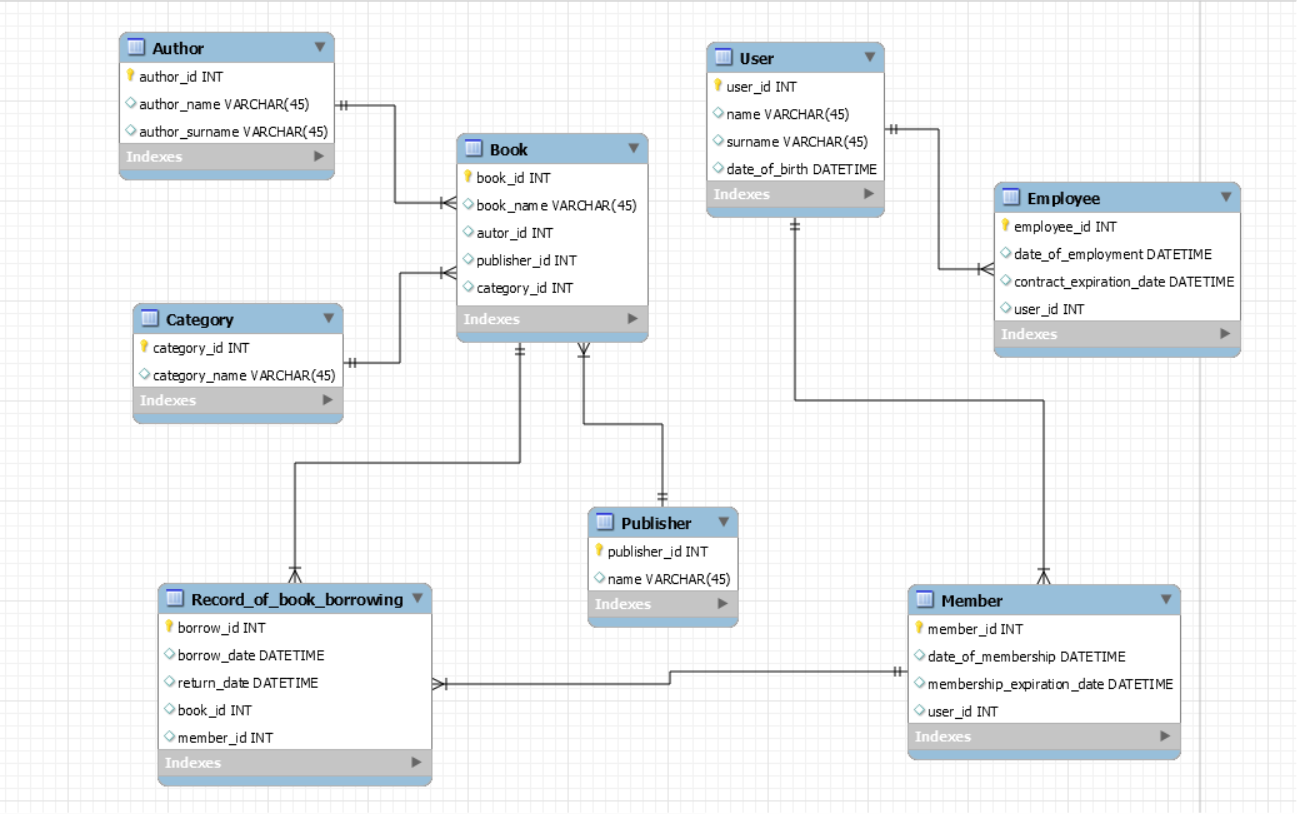 Author
author_id INT
author_name VARCHAR(45)
author_surname VARCHAR(45)
Indexes
User
user_id INT
name VARCHAR(45)
surname VARCHAR(45)
date_of_birth DATETIME
Indexes
Book
book_id INT
book_name VARCHAR(45)
autor_id INT
publisher_id INT
category_id INT
Indexes
Employee
employee_id INT
date_of_employment DATETIME
contract_expiration_date DATETIME
user_id INT
Indexes
Category
category_id INT
category_name VARCHAR(45)
Indexes
Publisher
publisher_id INT
name VARCHAR(45)
Indexes
Record_of_book_borrowing
borrow_id INT
borrow_date DATETIME
return_date DATETIME
book_id INT
member_id INT
Indexes
Member
member_id INT
date_of_membership DATETIME
membership_expiration_date DATETIME
user_id INT
Indexes